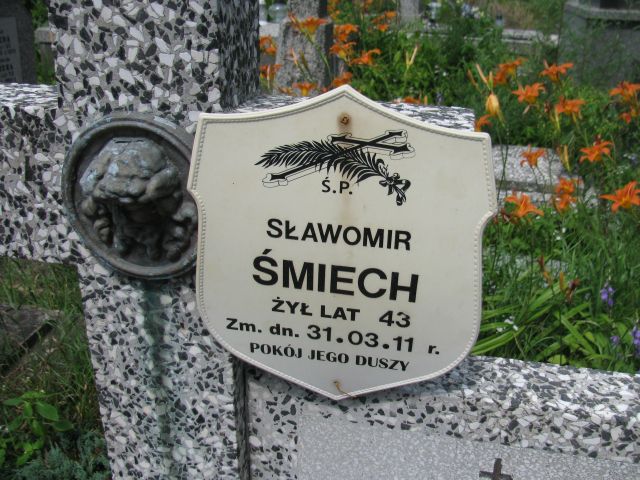 Ś.P.
SŁAWOMIR
ŚMIECH
ŻYŁ LAT 43
Zm. dn. 31.03.11 r.
POKÓJ JEGO DUSZY